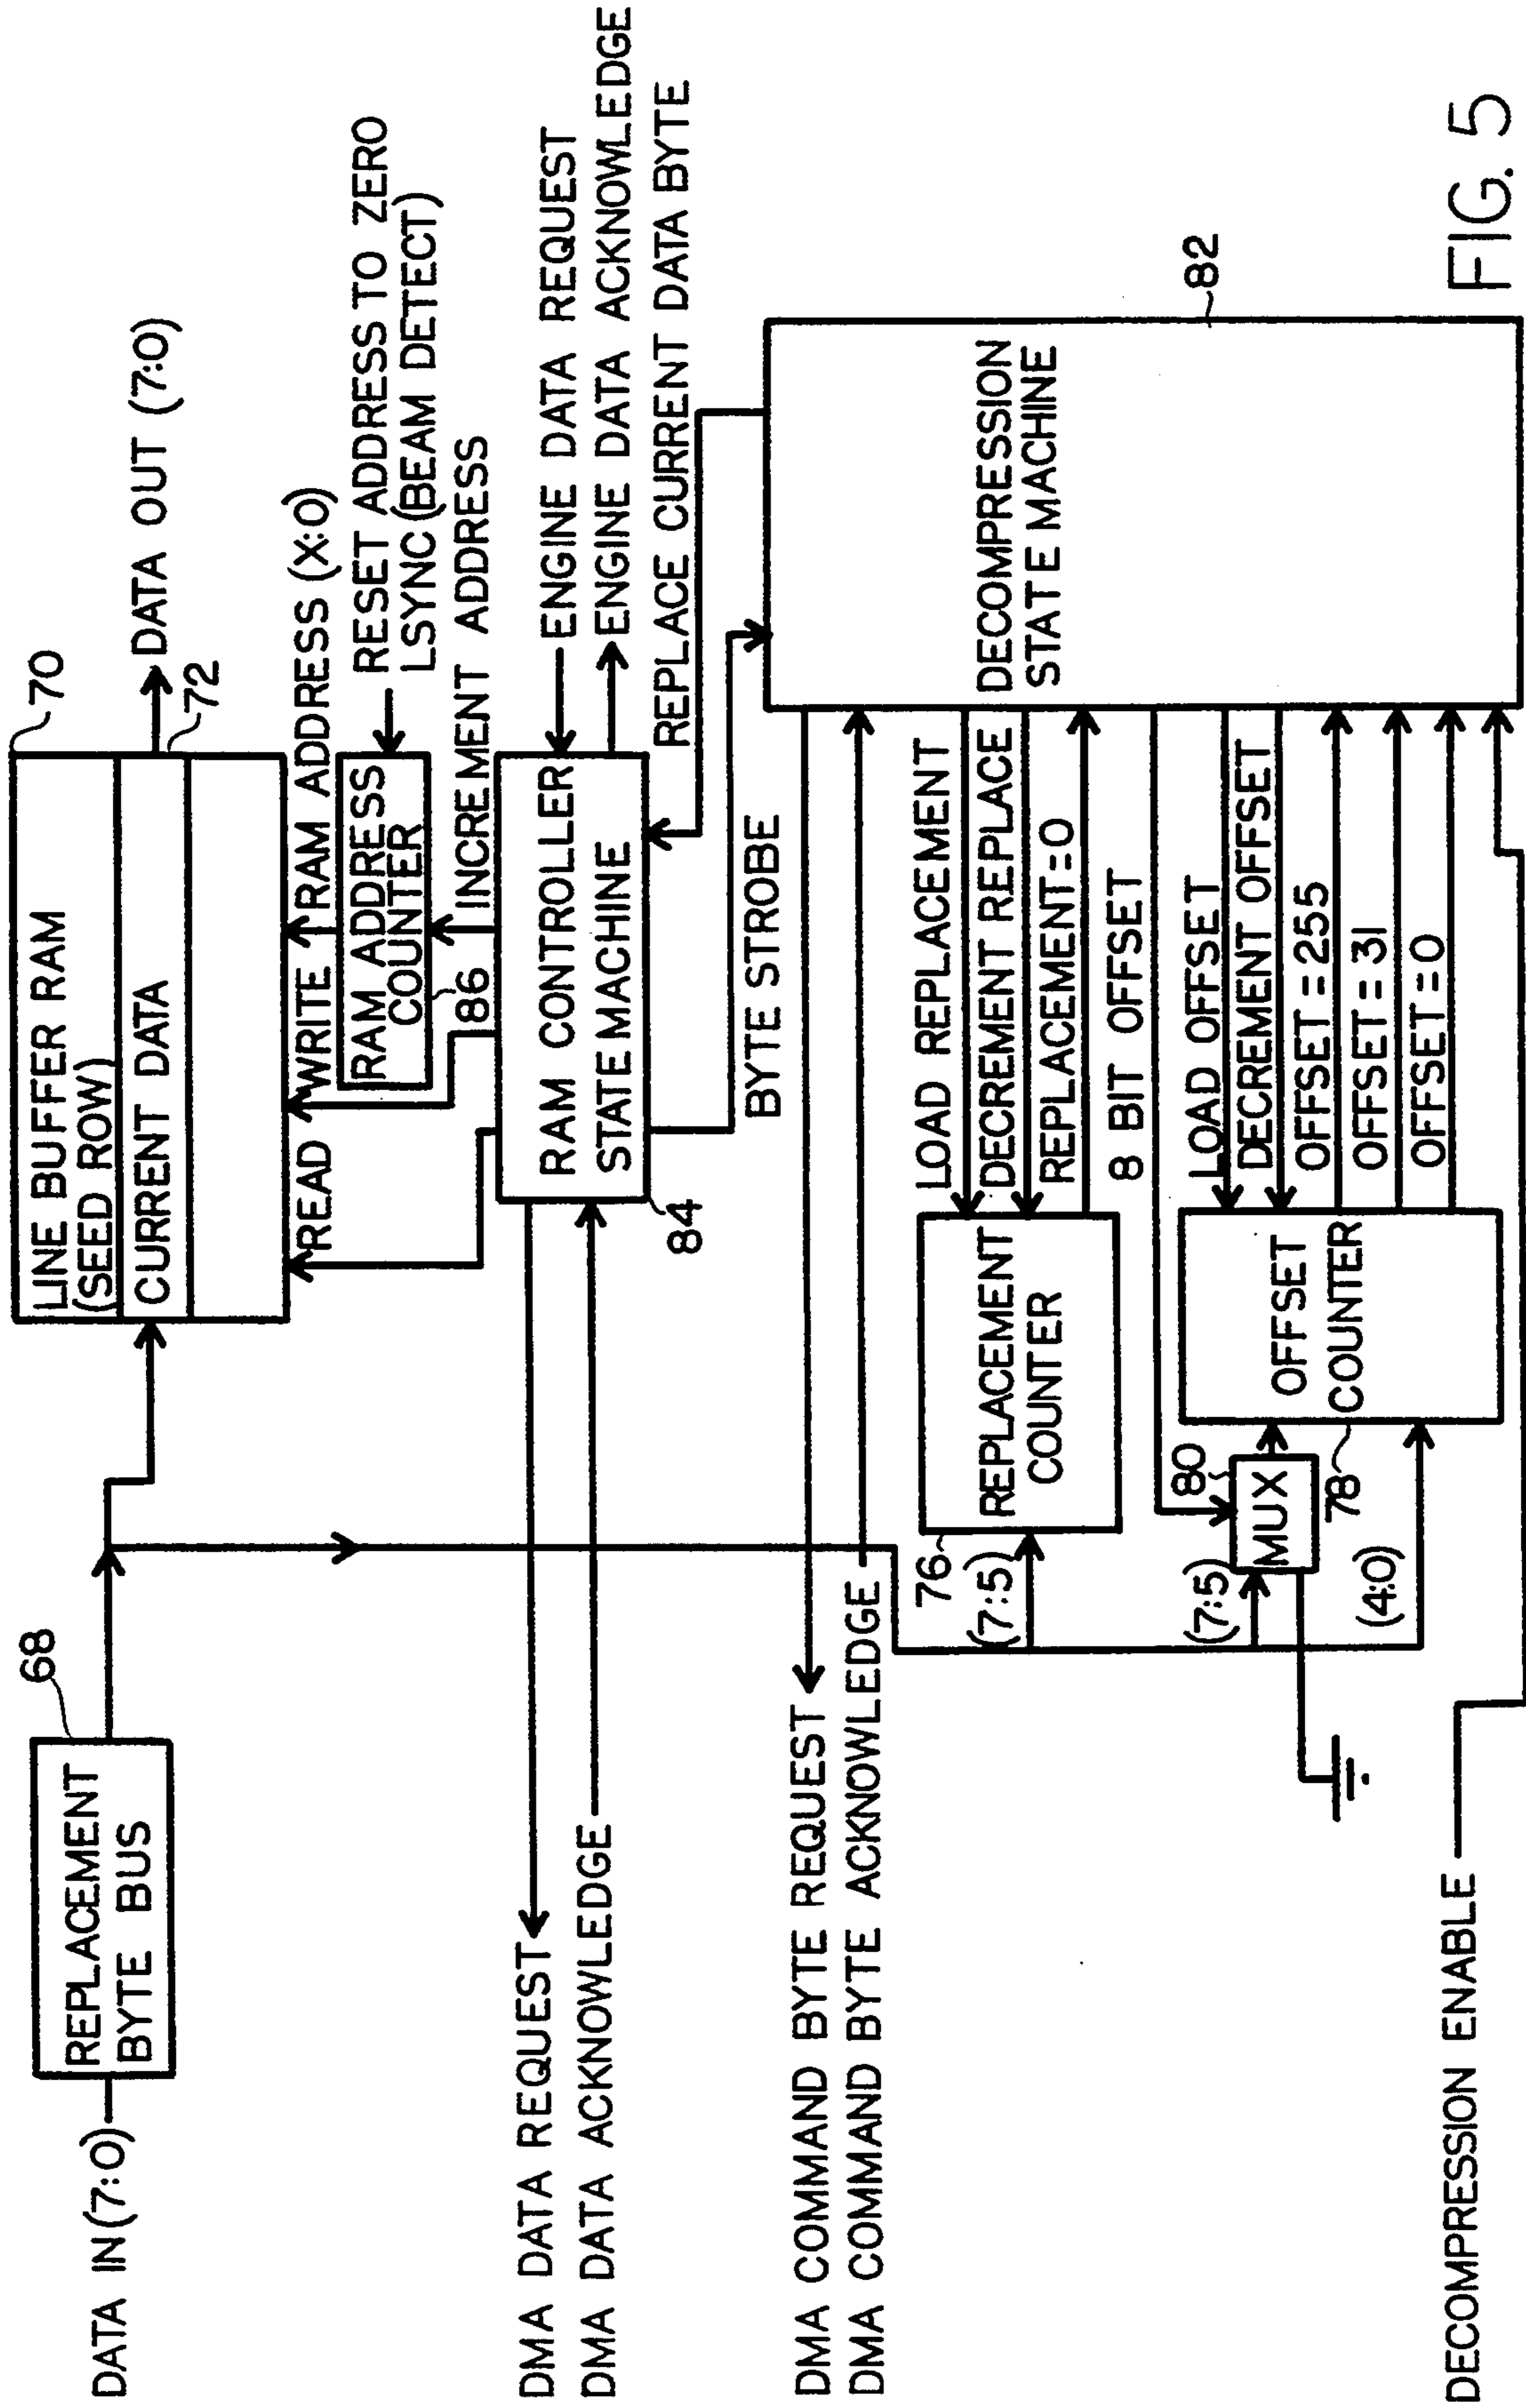 DATA IN (7:0)
REPLACEMENT
BYTE BUS
68
LINE BUFFER RAM
(SEED ROW)
CURRENT DATA
70
72
DATA OUT (7:0)
READ
WRITE
RAM ADDRESS (X:0)
RAM ADDRESS
COUNTER
86
RESET ADDRESS TO ZERO
LSYNC (BEAM DETECT)
INCREMENT ADDRESS
DMA DATA REQUEST
DMA DATA ACKNOWLEDGE
RAM CONTROLLER
STATE MACHINE
84
ENGINE DATA REQUEST
ENGINE DATA ACKNOWLEDGE
REPLACE CURRENT DATA BYTE
BYTE STROBE
DMA COMMAND BYTE REQUEST
DMA COMMAND BYTE ACKNOWLEDGE
76
(7:5)
REPLACEMENT
COUNTER
LOAD REPLACEMENT
DECREMENT REPLACE
REPLACEMENT=0
8 BIT OFFSET
DECOMPRESSION
STATE MACHINE
82
(7:5)
80
MUX
78
(4:0)
OFFSET
COUNTER
LOAD OFFSET
DECREMENT OFFSET
OFFSET=255
OFFSET=31
OFFSET=0
DECOMPRESSION ENABLE
FIG. 5